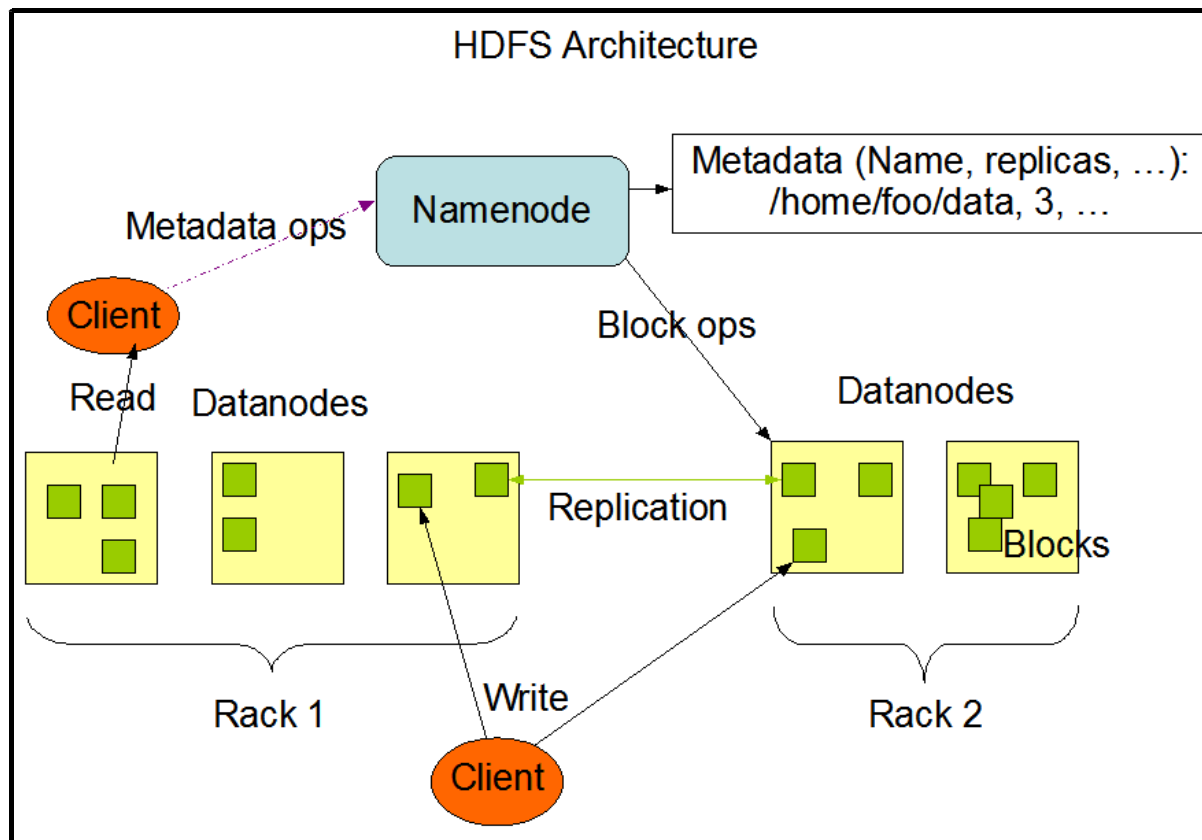 HDFS Architecture
Metadata (Name, replicas, …):
/home/foo/data, 3, …
Namenode
Metadata ops
Client
Block ops
Read
Datanodes
Datanodes
Replication
Blocks
Rack 1
Write
Rack 2
Client